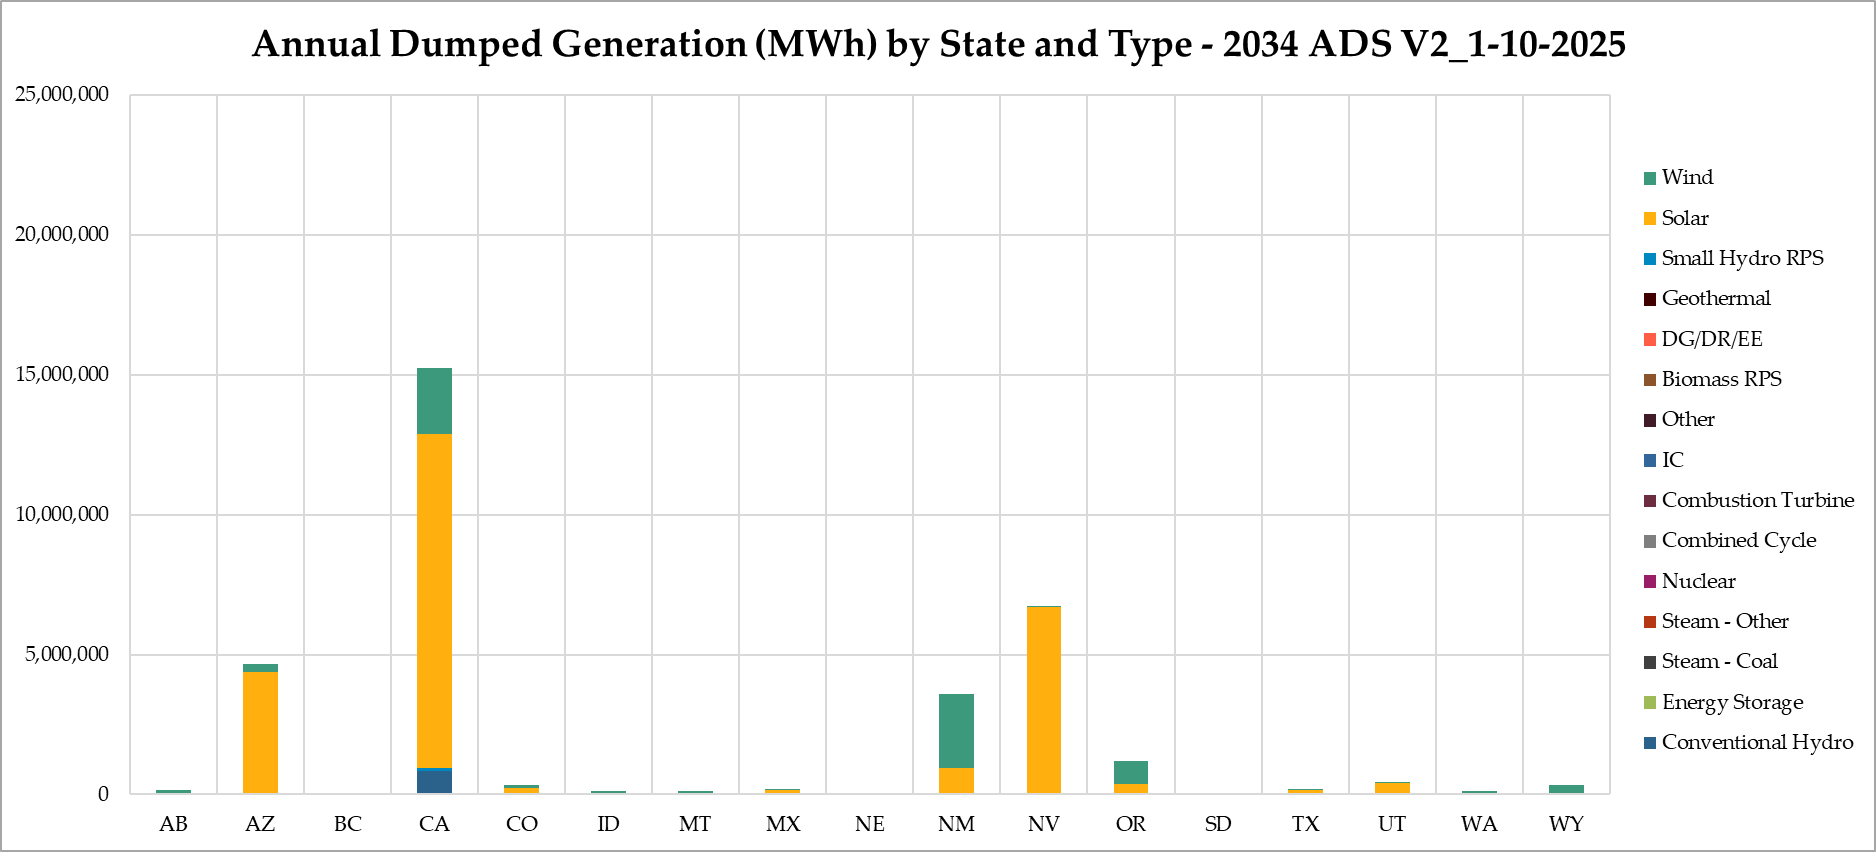 Annual Dumped Generation (MWh) by State and Type - 2034 ADS V2_1-10-2025
25,000,000
20,000,000
15,000,000
10,000,000
5,000,000
0
AB AZ BC CA CO ID MT MX NE NM NV OR SD TX UT WA WY
Wind
Solar
Small Hydro RPS
Geothermal
DG/DR/EE
Biomass RPS
Other
IC
Combustion Turbine
Combined Cycle
Nuclear
Steam - Other
Steam - Coal
Energy Storage
Conventional Hydro